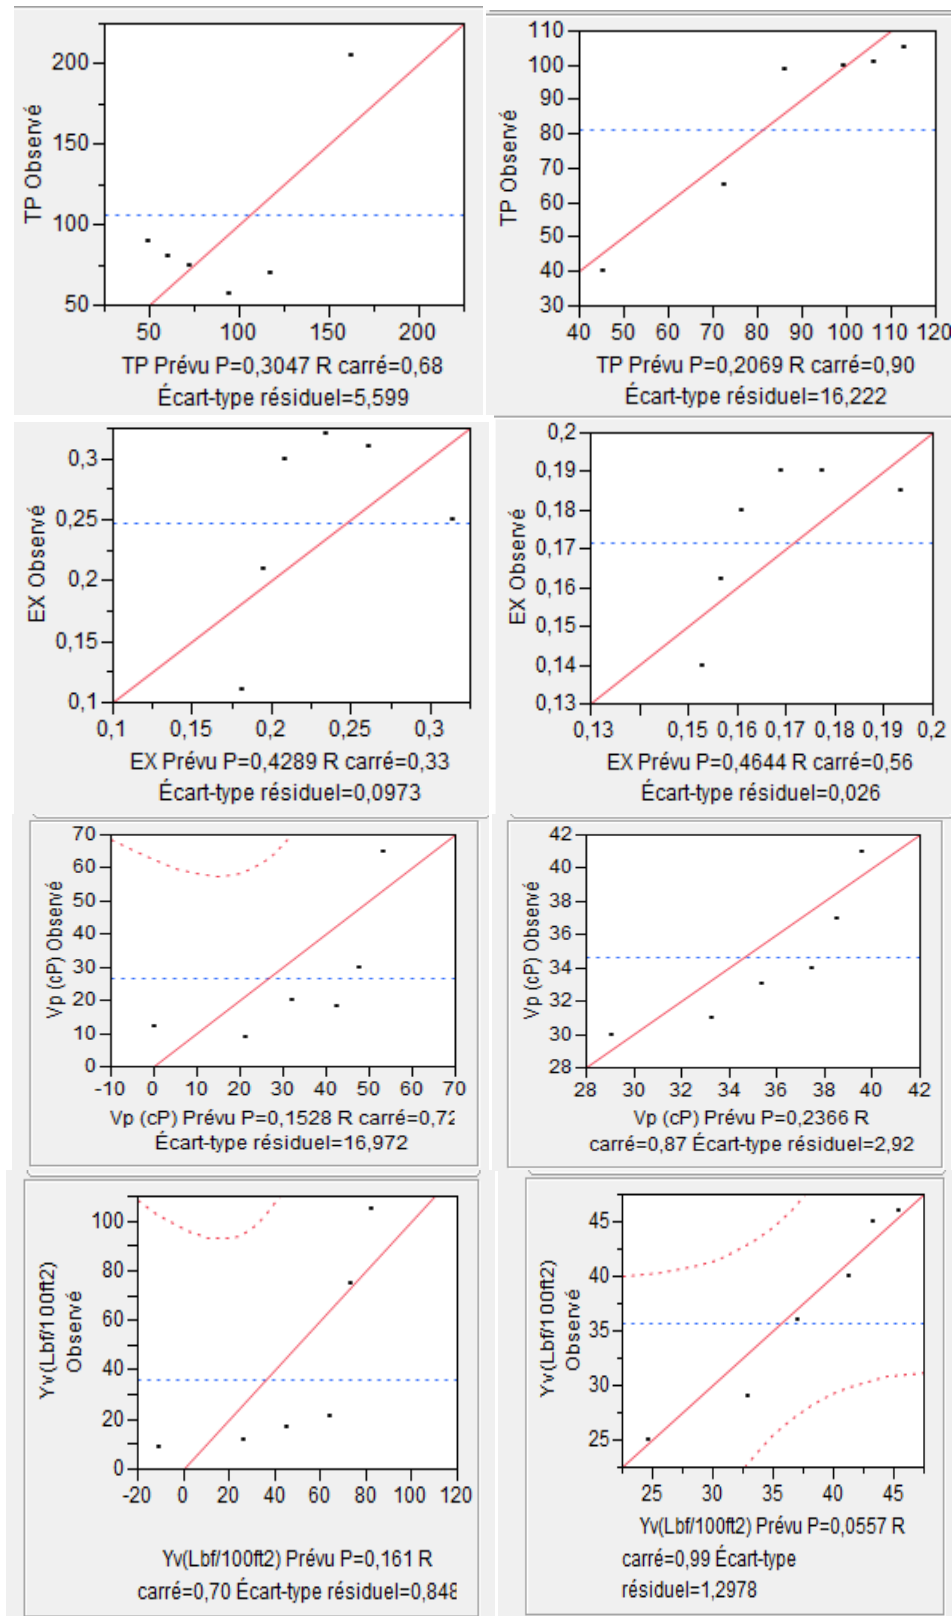 TP Observé
200
150
100
50
50 100 150 200
TP Prévu P=0,3047 R carré=0,68
Écart-type résiduel=5,599
TP Observé
110
100
90
80
70
60
50
40
30
40 50 60 70 80 90 100 110 120
TP Prévu P=0,2069 R carré=0,90
Écart-type résiduel=16,222
EX Observé
0,3
0,25
0,2
0,15
0,1
0,1 0,15 0,2 0,25 0,3
EX Prévu P=0,4289 R carré=0,33
Écart-type résiduel=0,0973
EX Observé
0,2
0,19
0,18
0,17
0,16
0,15
0,14
0,13
0,13 0,15 0,16 0,17 0,18 0,19 0,2
EX Prévu P=0,4644 R carré=0,56
Écart-type résiduel=0,026
Vp (cP) Observé
70
60
50
40
30
20
10
0
-10 0 10 20 30 40 50 60 70
Vp (cP) Prévu P=0,1528 R carré=0,72
Écart-type résiduel=16,972
Vp (cP) Observé
42
40
38
36
34
32
30
28
28 30 32 34 36 38 40 42
Vp (cP) Prévu P=0,2366 R
carré=0,87 Écart-type résiduel=2,92
Yv(Lbf/100ft2)
Observé
100
80
60
40
20
0
-20 0 20 40 60 80 100 120
Yv(Lbf/100ft2) Prévu P=0,161 R
carré=0,70 Écart-type résiduel=0,848
Yv(Lbf/100ft2)
Observé
45
40
35
30
25
25 30 35 40 45
Yv(Lbf/100ft2) Prévu P=0,0557 R
carré=0,99 Écart-type
résiduel=1,2978